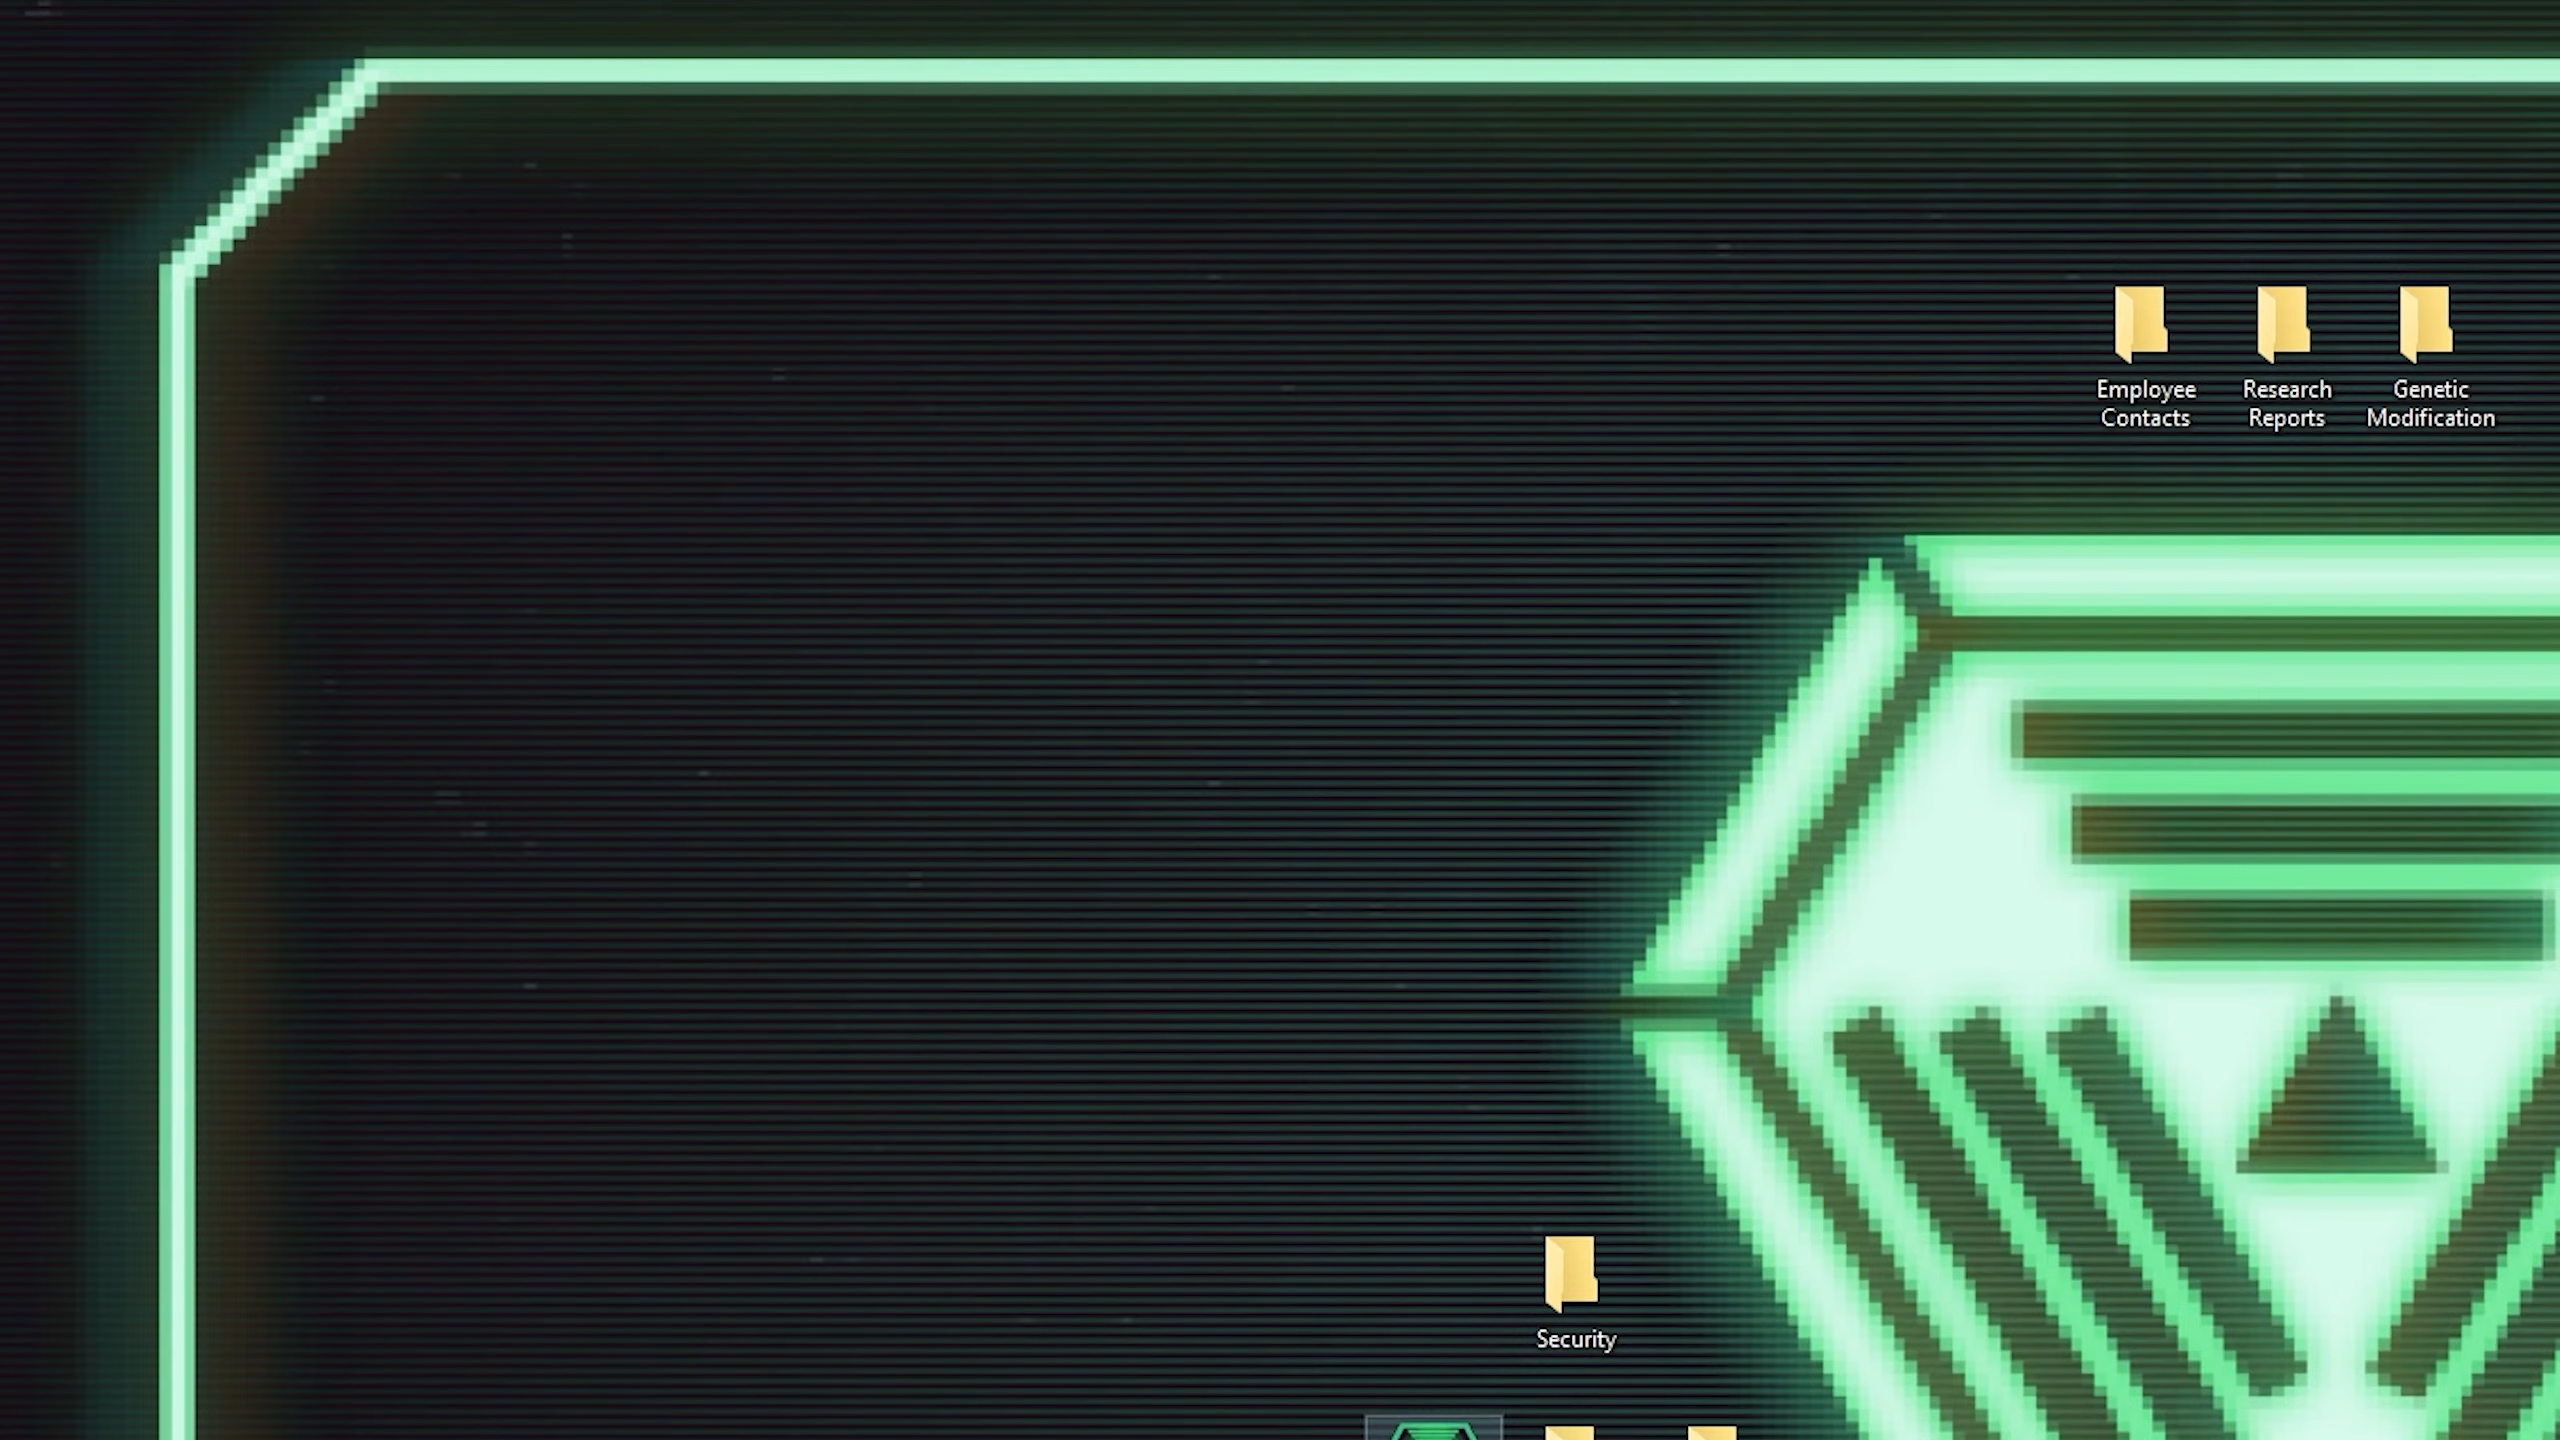 Employee
Contacts
Research
Reports
Genetic
Modification
Security